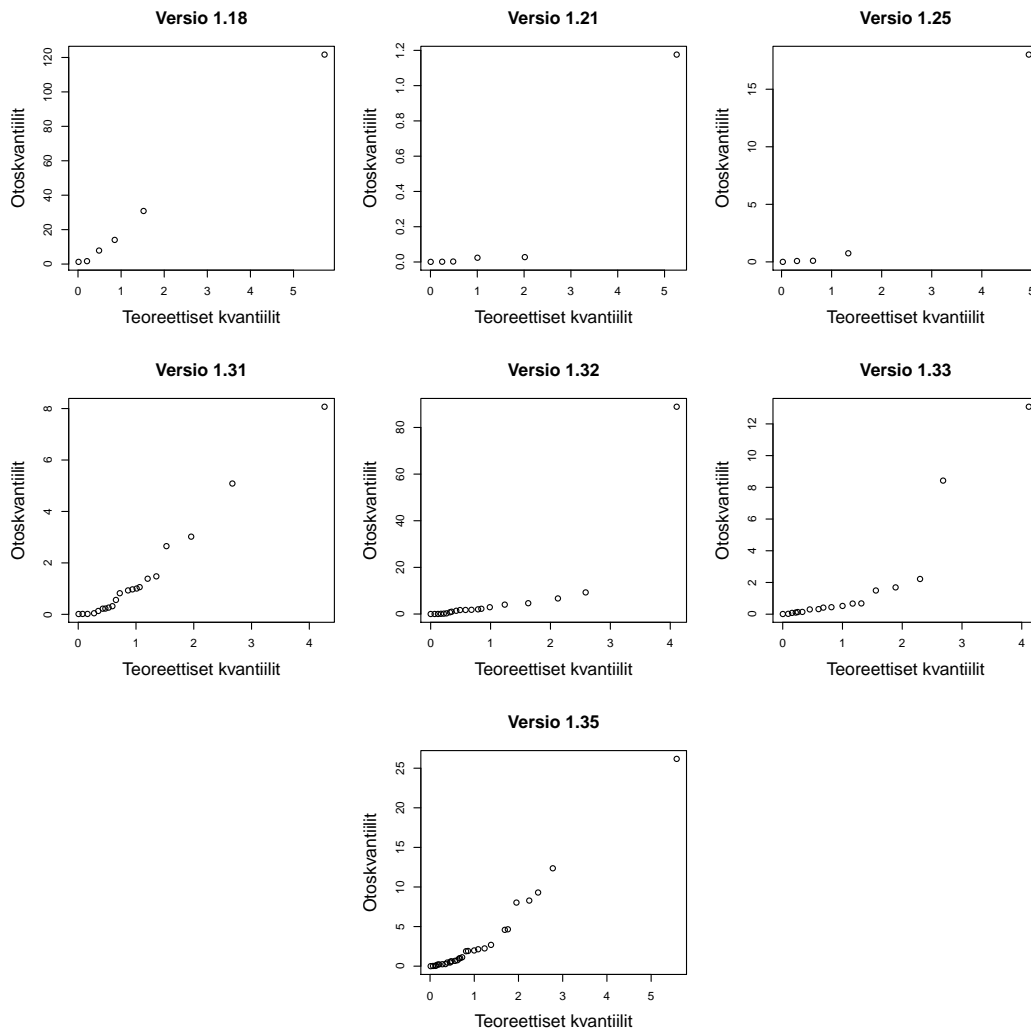 Versio 1.18
Otoskvantiilit
0 20 40 60 80 100 120
0 1 2 3 4 5
Teoreettiset kvantiilit
Versio 1.21
Otoskvantiilit
0.0 0.2 0.4 0.6 0.8 1.0 1.2
0 1 2 3 4 5
Teoreettiset kvantiilit
Versio 1.25
Otoskvantiilit
0 5 10 15
0 1 2 3 4 5
Teoreettiset kvantiilit
Versio 1.31
Otoskvantiilit
0 2 4 6 8
0 1 2 3 4
Teoreettiset kvantiilit
Versio 1.32
Otoskvantiilit
0 20 40 60 80
0 1 2 3 4
Teoreettiset kvantiilit
Versio 1.33
Otoskvantiilit
0 2 4 6 8 10 12
0 1 2 3 4
Teoreettiset kvantiilit
Versio 1.35
Otoskvantiilit
0 5 10 15 20 25
0 1 2 3 4 5
Teoreettiset kvantiilit